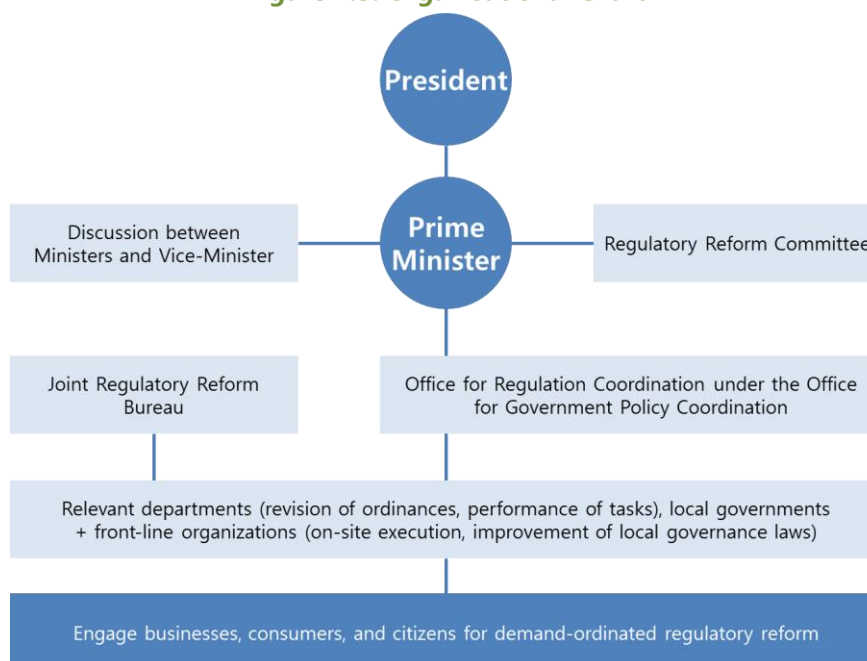 President
Prime
Minister
Discussion between
Ministers and Vice-Minister
Regulatory Reform Committee
Joint Regulatory Reform
Bureau
Office for Regulation Coordination under the Office
for Government Policy Coordination
Relevant departments (revision of ordinances, performance of tasks), local governments
+ front-line organizations (on-site execution, improvement of local governance laws)
Engage businesses, consumers, and citizens for demand-ordinated regulatory reform